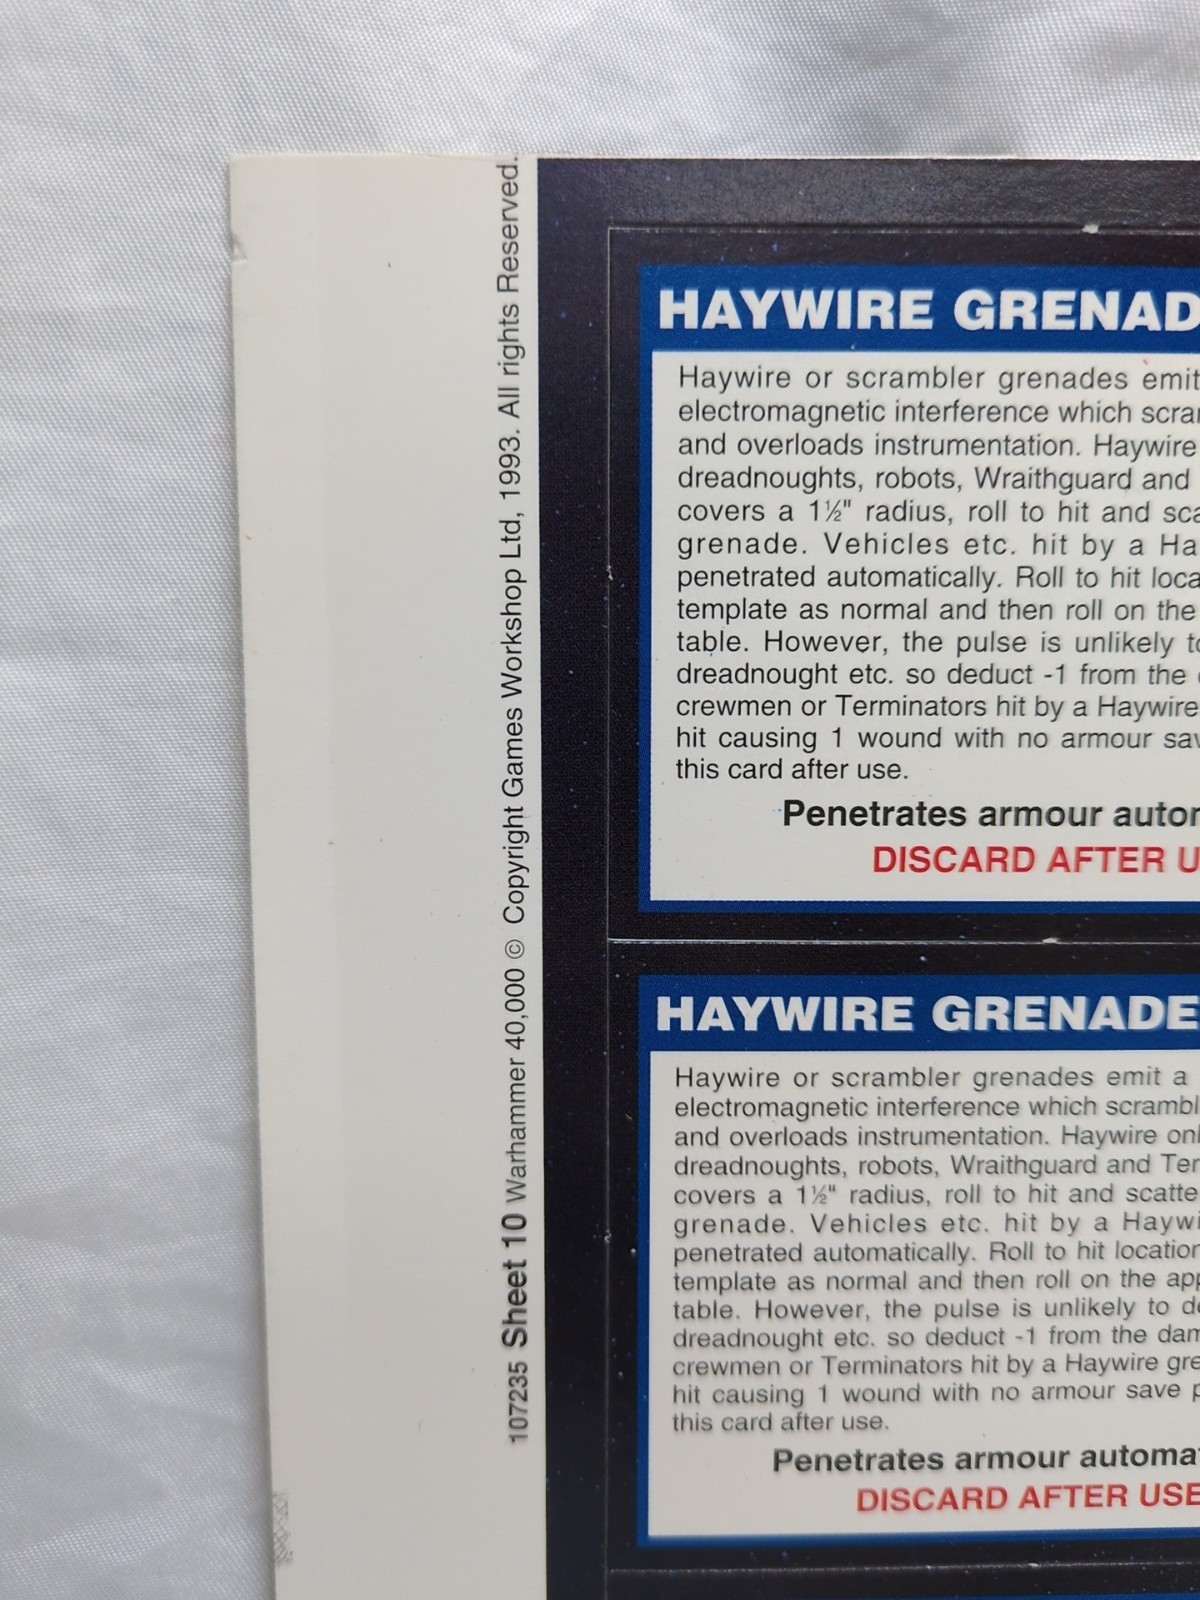 107235 Sheet 10 Warhammer 40,000 © Copyright Games Workshop Ltd, 1993. All rights Reserved.
HAYWIRE GRENAD
Haywire or scrambler grenades emit
electromagnetic interference which scra
and overloads instrumentation. Haywire
dreadnoughts, robots, Wraithguard and
covers a 1½" radius, roll to hit and sca
grenade. Vehicles etc. hit by a Ha
penetrated automatically. Roll to hit loca
template as normal and then roll on the
table. However, the pulse is unlikely to
dreadnought etc. so deduct -1 from the
crewmen or Terminators hit by a Haywire
hit causing 1 wound with no armour sav
this card after use.
Penetrates armour autor
DISCARD AFTER U
HAYWIRE GRENADE
Haywire or scrambler grenades emit a
electromagnetic interference which scrambl
and overloads instrumentation. Haywire onl
dreadnoughts, robots, Wraithguard and Ter
covers a 1½" radius, roll to hit and scatte
grenade. Vehicles etc. hit by a Haywi
penetrated automatically. Roll to hit location
template as normal and then roll on the app
table. However, the pulse is unlikely to de
dreadnought etc. so deduct -1 from the dam
crewmen or Terminators hit by a Haywire gre
hit causing 1 wound with no armour save p
this card after use.
Penetrates armour automat
DISCARD AFTER USE